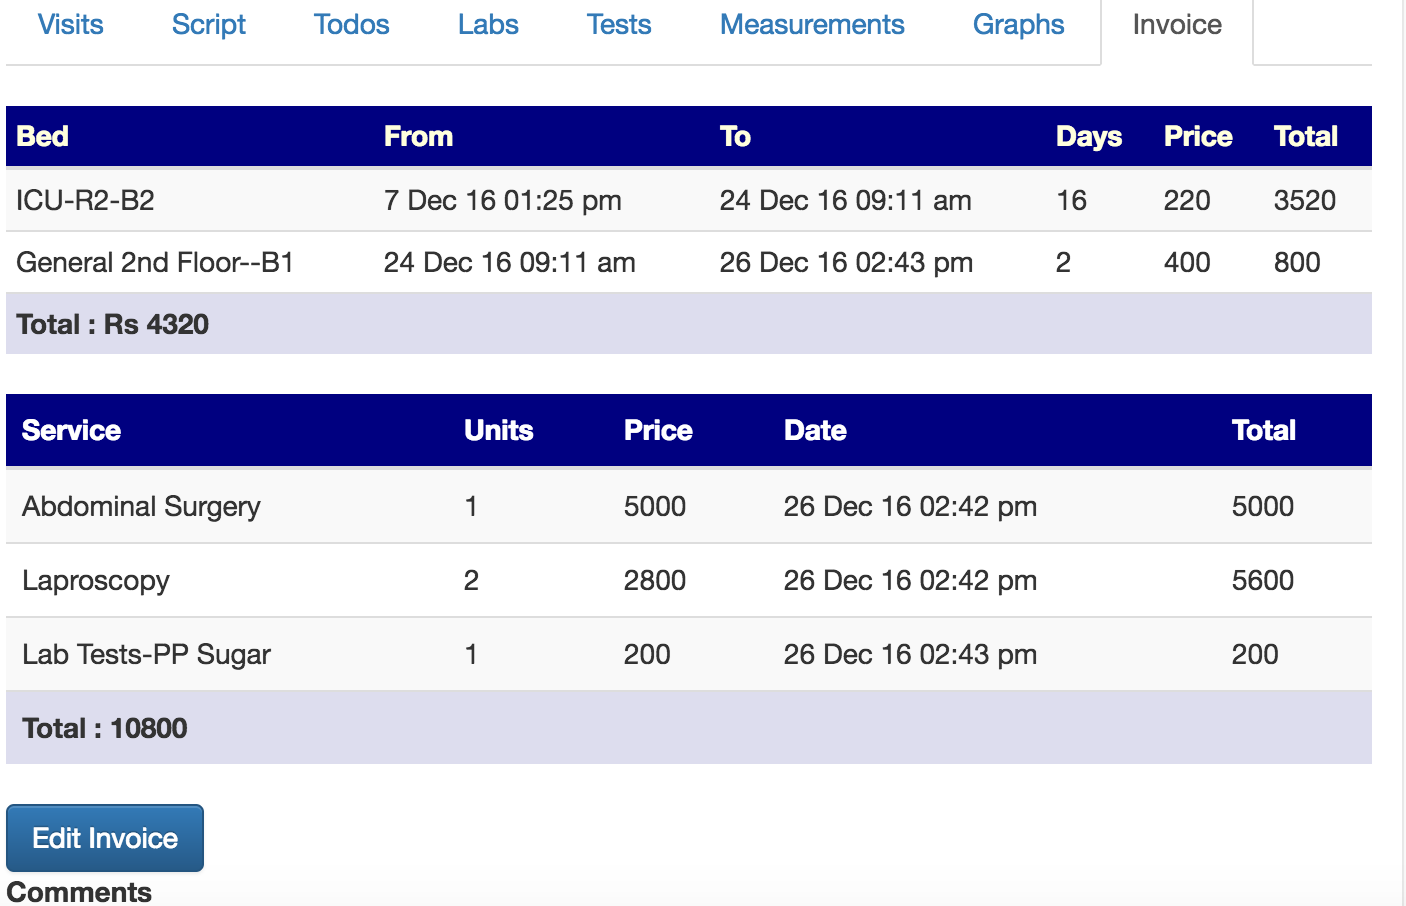 Visits Script Todos Labs Tests Measurements Graphs Invoice
Bed From To Days Price Total
ICU-R2-B2 7 Dec 16 01:25 pm 24 Dec 16 09:11 am 16 220 3520
General 2nd Floor--B1 24 Dec 16 09:11 am 26 Dec 16 02:43 pm 2 400 800
Total : Rs 4320
Service Units Price Date Total
Abdominal Surgery 1 5000 26 Dec 16 02:42 pm 5000
Laproscopy 2 2800 26 Dec 16 02:42 pm 5600
Lab Tests-PP Sugar 1 200 26 Dec 16 02:43 pm 200
Total : 10800
Edit Invoice
Comments